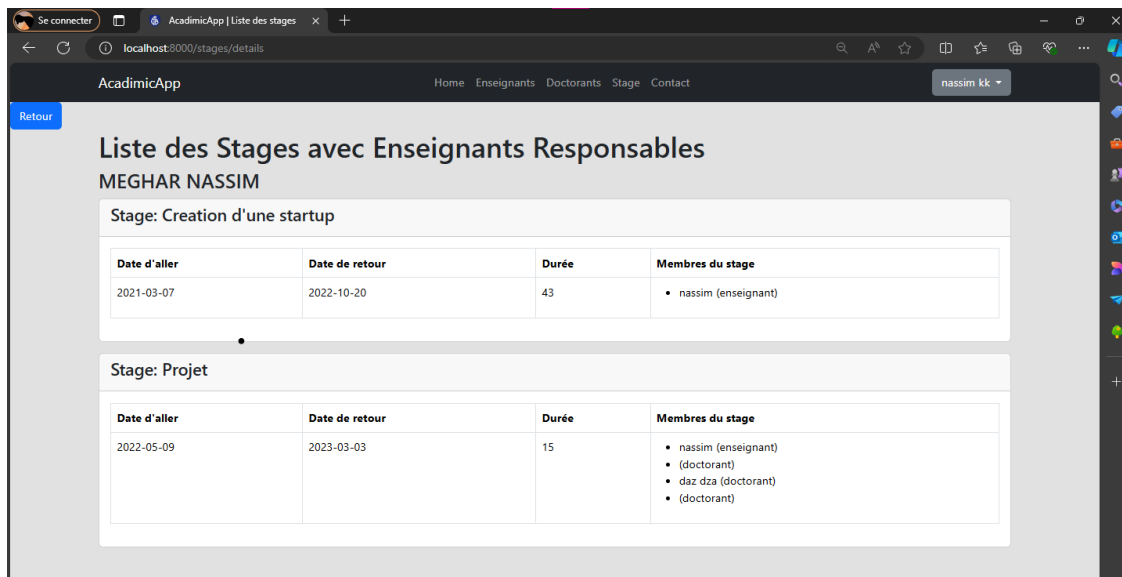 Se connecter
AcadimicApp | Liste des stages
localhost:8000/stages/details
AcadimicApp
Home Enseignants Doctorants Stage Contact
nassim kk
Retour
Liste des Stages avec Enseignants Responsables
MEGHAR NASSIM
Stage: Creation d'une startup
Date d'aller Date de retour Durée Membres du stage
2021-03-07 2022-10-20 43 • nassim (enseignant)
Stage: Projet
Date d'aller Date de retour Durée Membres du stage
2022-05-09 2023-03-03 15 • nassim (enseignant)
• (doctorant)
• daz dza (doctorant)
• (doctorant)